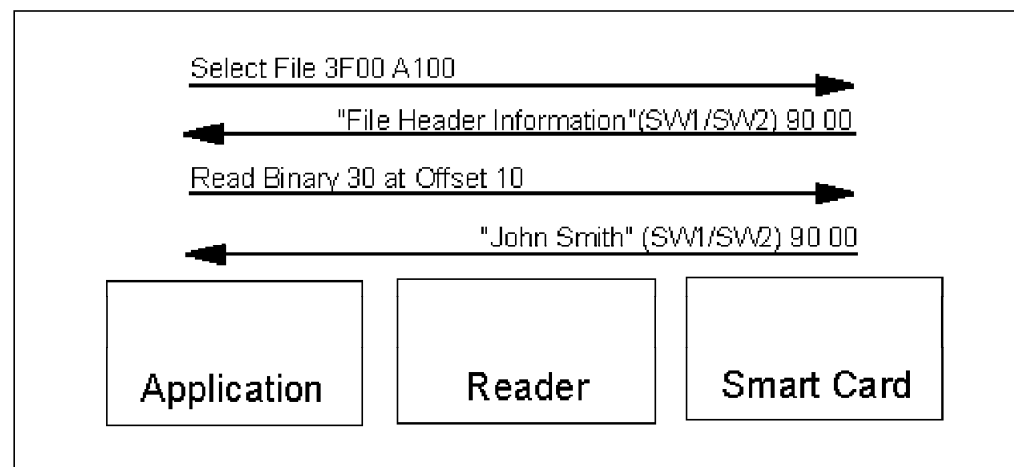 Select File 3F00 A100
"File Header Information"(SW1/SW2) 90 00
Read Binary 30 at Offset 10
"John Smith" (SW1/SW2) 90 00
Application
Reader
Smart Card